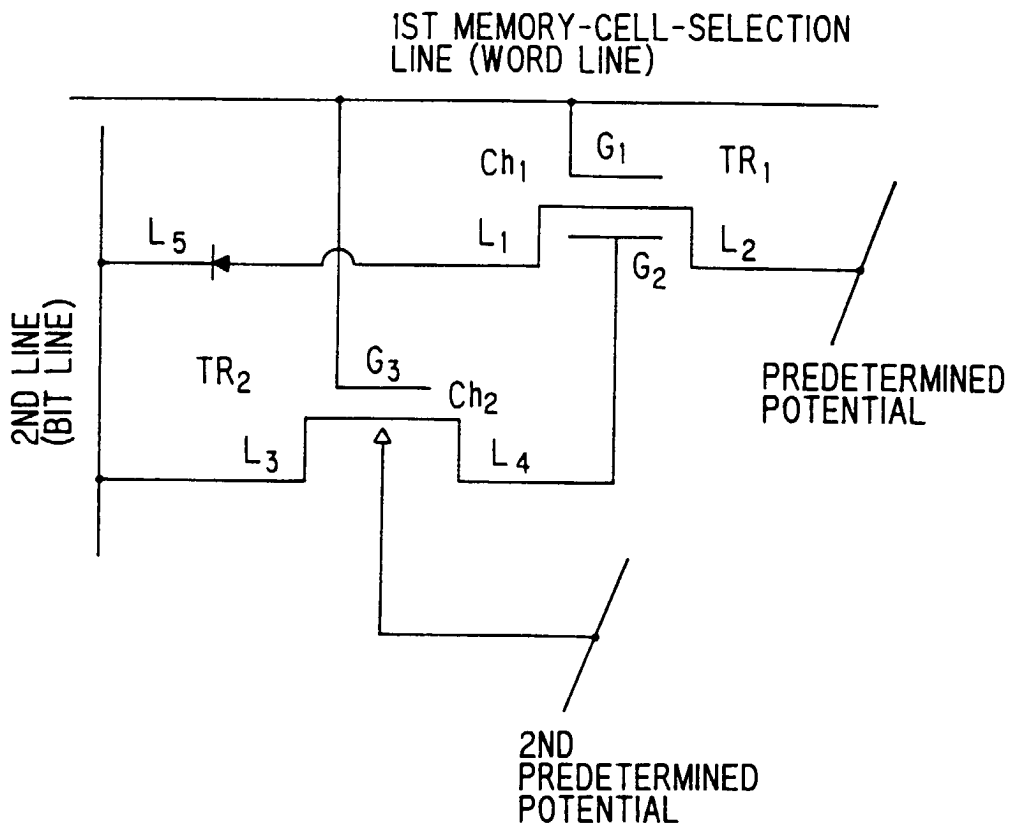 1ST MEMORY-CELL-SELECTION
LINE (WORD LINE)
G1
TR1
Ch1
L5
L1
G2
L2
2ND LINE
(BIT LINE)
TR2
G3
Ch2
PREDETERMINED
POTENTIAL
L3
L4
2ND
PREDETERMINED
POTENTIAL